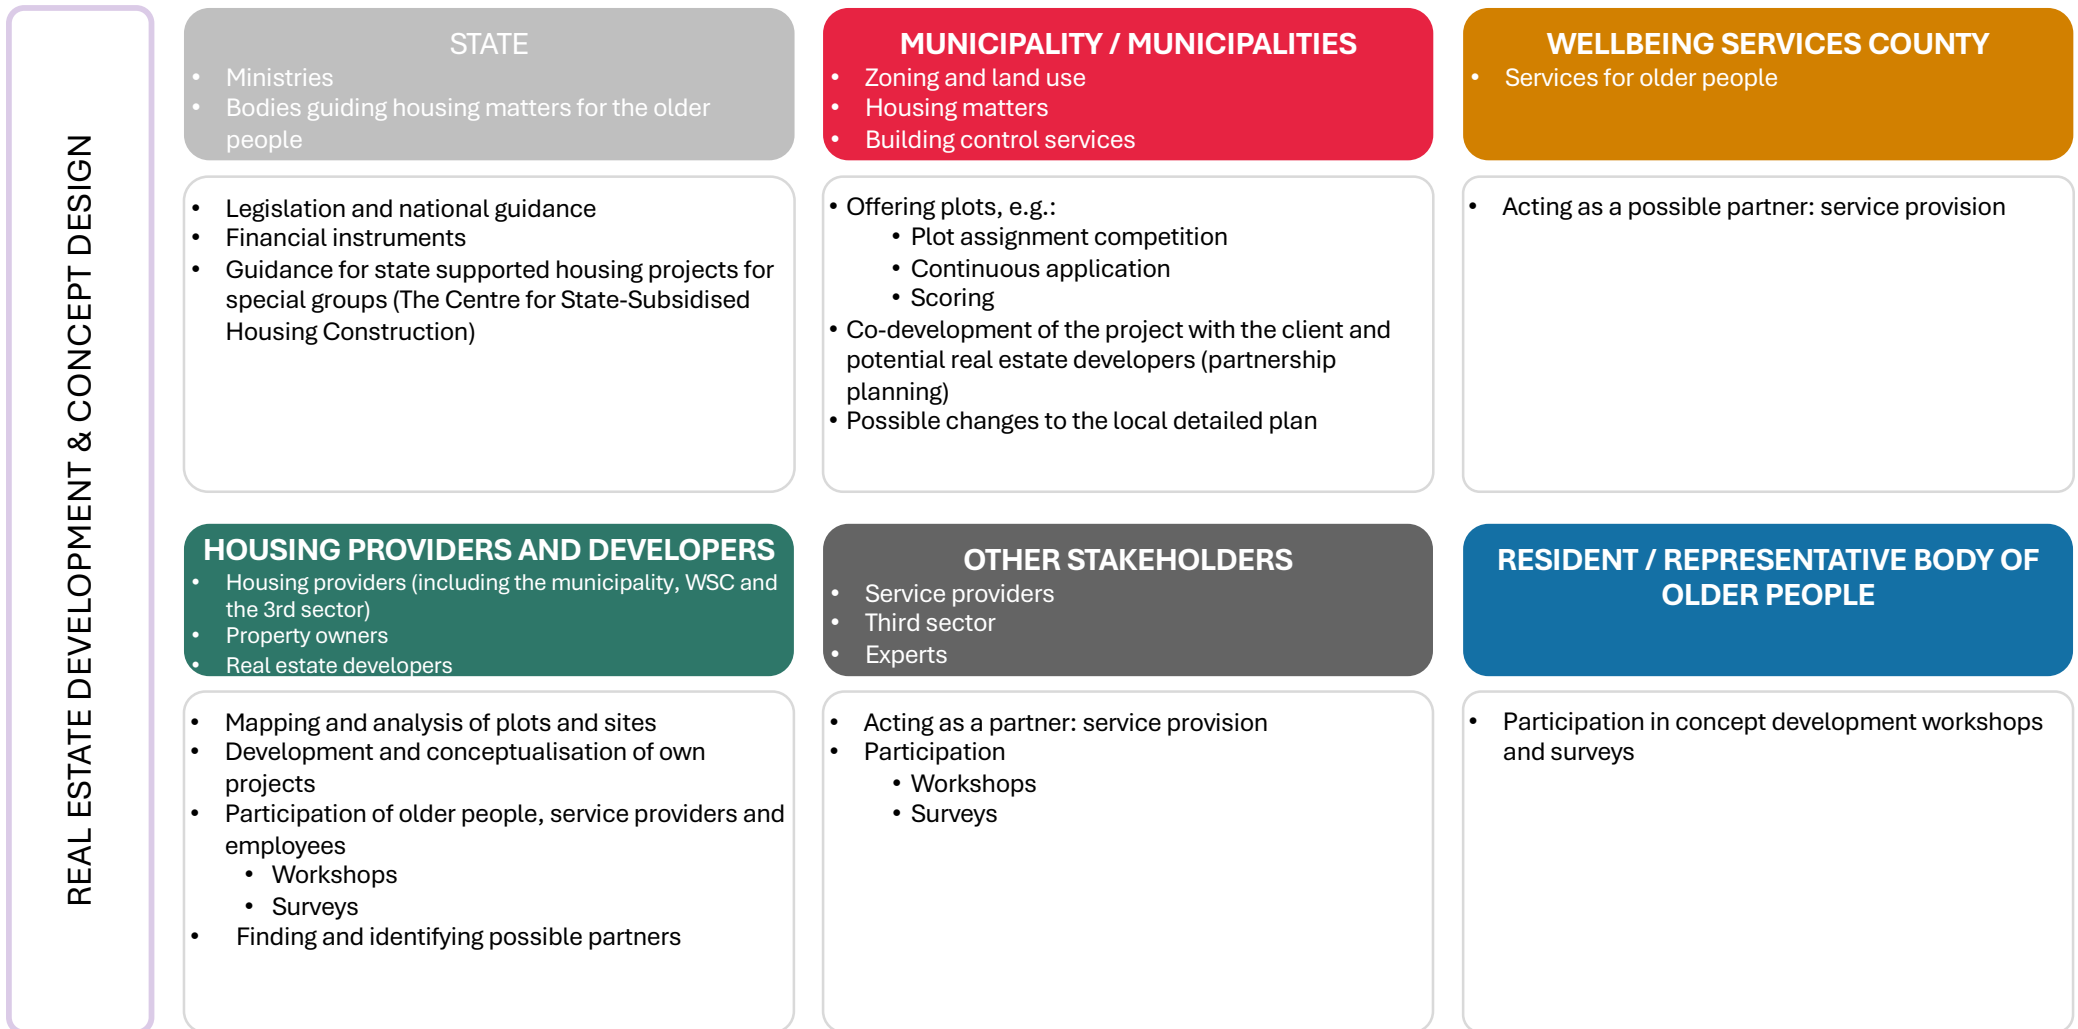 REAL ESTATE DEVELOPMENT & CONCEPT DESIGN
STATE
• Ministries
• Bodies guiding housing matters for the older
people
• Legislation and national guidance
• Financial instruments
• Guidance for state supported housing projects for
special groups (The Centre for State-Subsidised
Housing Construction)
MUNICIPALITY / MUNICIPALITIES
• Zoning and land use
• Housing matters
• Building control services
• Offering plots, e.g.:
• Plot assignment competition
• Continuous application
• Scoring
• Co-development of the project with the client and
potential real estate developers (partnership
planning)
• Possible changes to the local detailed plan
WELLBEING SERVICES COUNTY
• Services for older people
• Acting as a possible partner: service provision
HOUSING PROVIDERS AND DEVELOPERS
• Housing providers (including the municipality, WSC and
the 3rd sector)
• Property owners
• Real estate developers
• Mapping and analysis of plots and sites
• Development and conceptualisation of own
projects
• Participation of older people, service providers and
employees
• Workshops
• Surveys
• Finding and identifying possible partners
OTHER STAKEHOLDERS
• Service providers
• Third sector
• Experts
• Acting as a partner: service provision
• Participation
• Workshops
• Surveys
RESIDENT / REPRESENTATIVE BODY OF
OLDER PEOPLE
• Participation in concept development workshops
and surveys